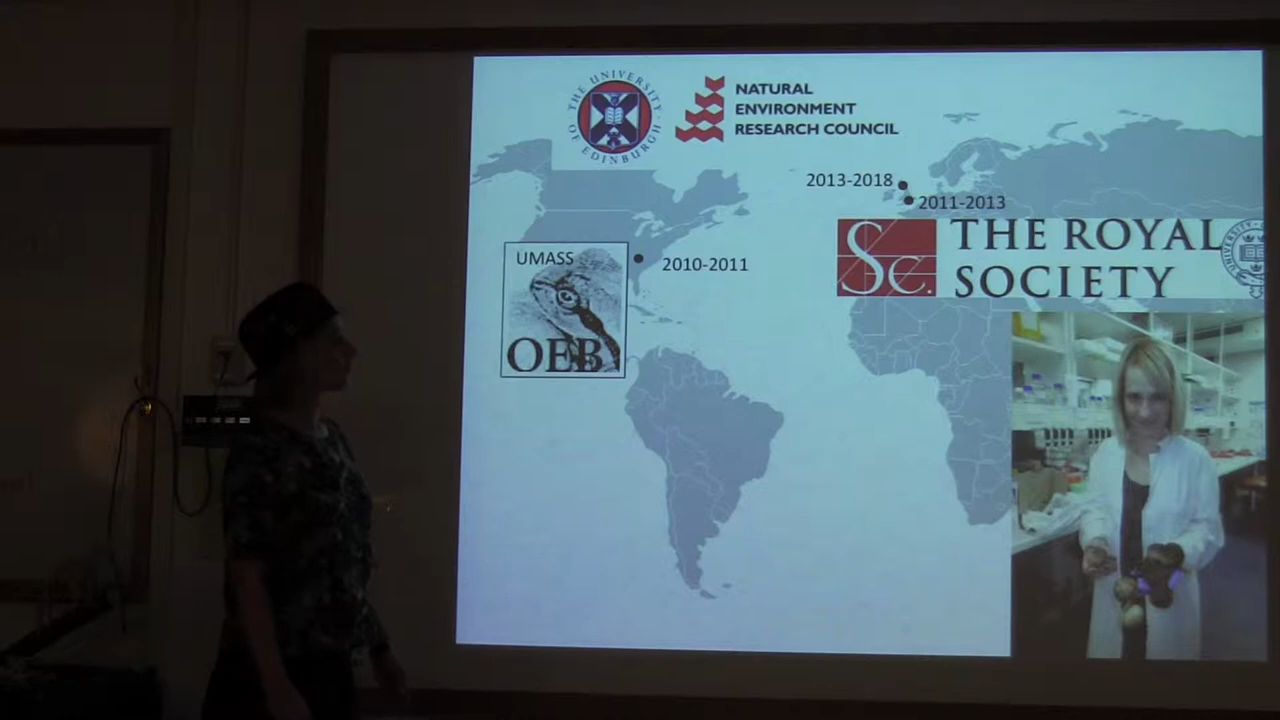 THE UNIVERSITY OF EDINBURGH
NATURAL
ENVIRONMENT
RESEARCH COUNCIL
2013-2018
2011-2013
Sc.
THE ROYAL
SOCIETY
UMASS
2010-2011
OEB